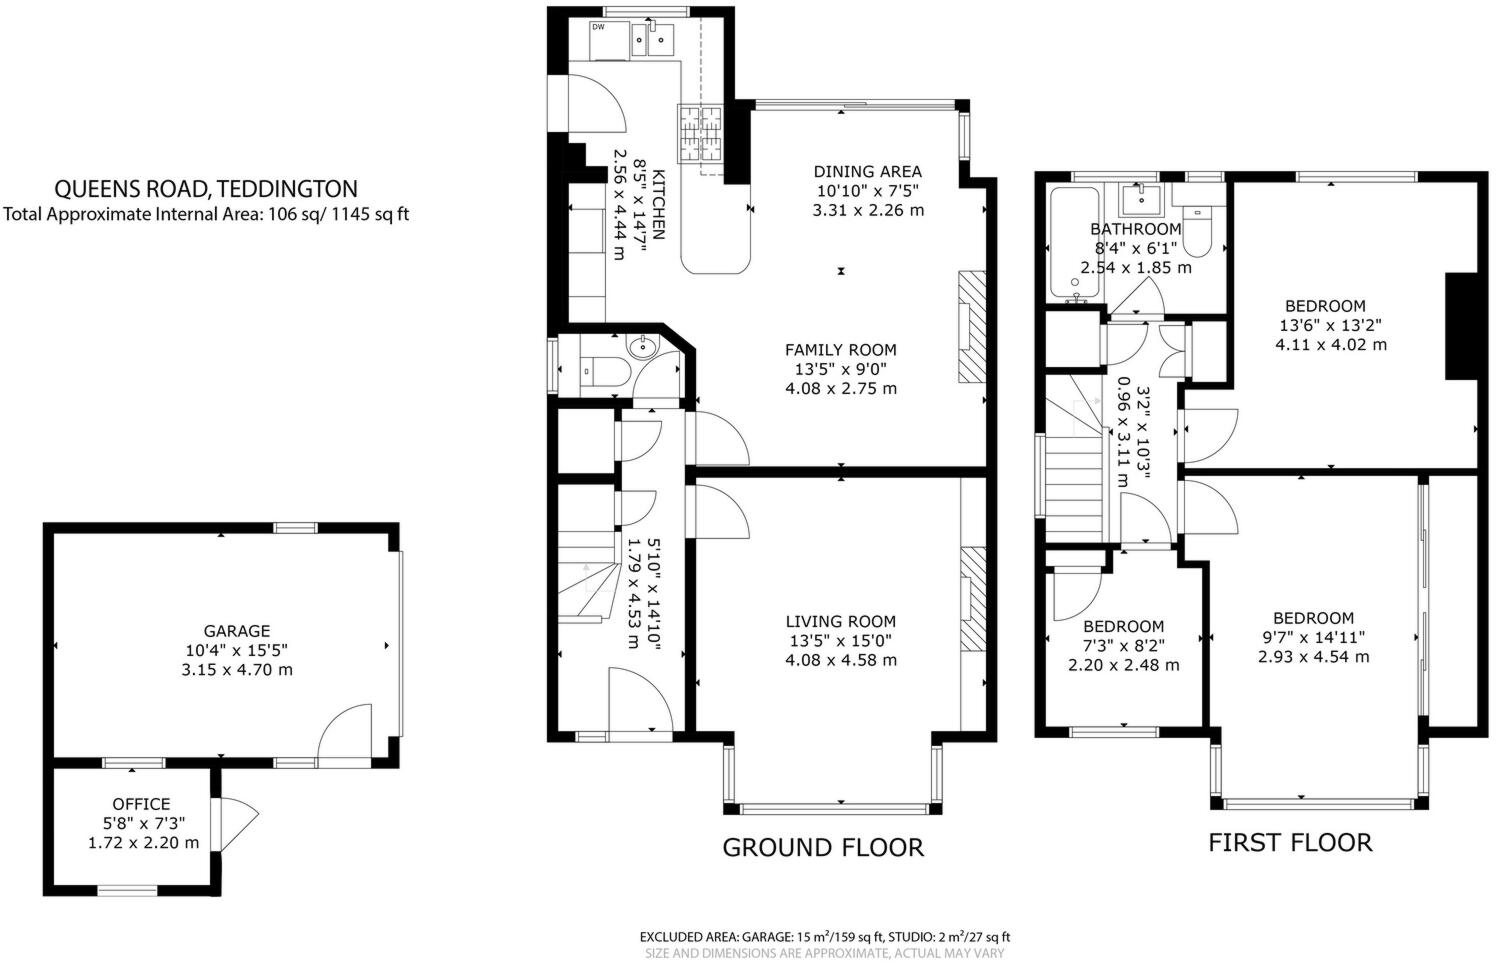 QUEENS ROAD, TEDDINGTON
Total Approximate Internal Area: 106 sq/ 1145 sq ft
DW
KITCHEN
8'5" x 14'7"
2.56 x 4.44 m
DINING AREA
10'10" x 7'5"
3.31 x 2.26 m
FAMILY ROOM
13'5" x 9'0"
4.08 x 2.75 m
5'10" x 14'10"
1.79 x 4.53 m
LIVING ROOM
13'5" x 15'0"
4.08 x 4.58 m
GROUND FLOOR
BATHROOM
8'4" x 6'1"
2.54 x 1.85 m
BEDROOM
13'6" x 13'2"
4.11 x 4.02 m
3'2" x 10'3"
0.96 x 3.11 m
BEDROOM
7'3" x 8'2"
2.20 x 2.48 m
BEDROOM
9'7" x 14'11"
2.93 x 4.54 m
FIRST FLOOR
GARAGE
10'4" x 15'5"
3.15 x 4.70 m
OFFICE
5'8" x 7'3"
1.72 x 2.20 m
EXCLUDED AREA: GARAGE: 15 m²/159 sq ft, STUDIO: 2 m²/27 sq ft
SIZE AND DIMENSIONS ARE APPROXIMATE, ACTUAL MAY VARY